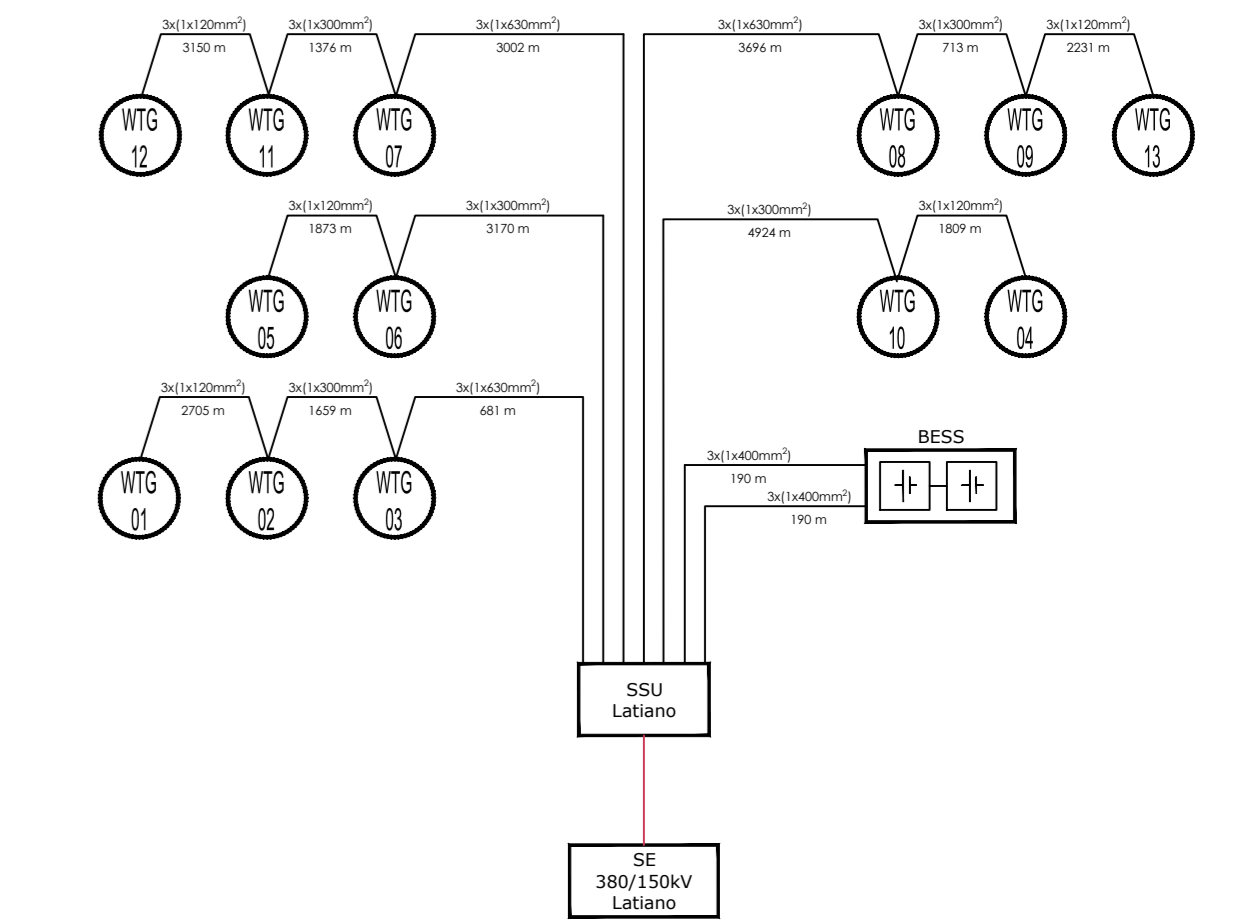 3x(1x120mm²)
3150 m
3x(1x300mm²)
1376 m
3x(1x630mm²)
3002 m
3x(1x630mm²)
3696 m
3x(1x300mm²)
713 m
3x(1x120mm²)
2231 m
WTG
12
WTG
11
WTG
07
WTG
08
WTG
09
WTG
13
3x(1x120mm²)
1873 m
3x(1x300mm²)
3170 m
3x(1x300mm²)
4924 m
3x(1x120mm²)
1809 m
WTG
05
WTG
06
WTG
10
WTG
04
3x(1x120mm²)
2705 m
3x(1x300mm²)
1659 m
3x(1x630mm²)
681 m
WTG
01
WTG
02
WTG
03
BESS
3x(1x400mm²)
190 m
3x(1x400mm²)
190 m
SSU
Latiano
SE
380/150kV
Latiano